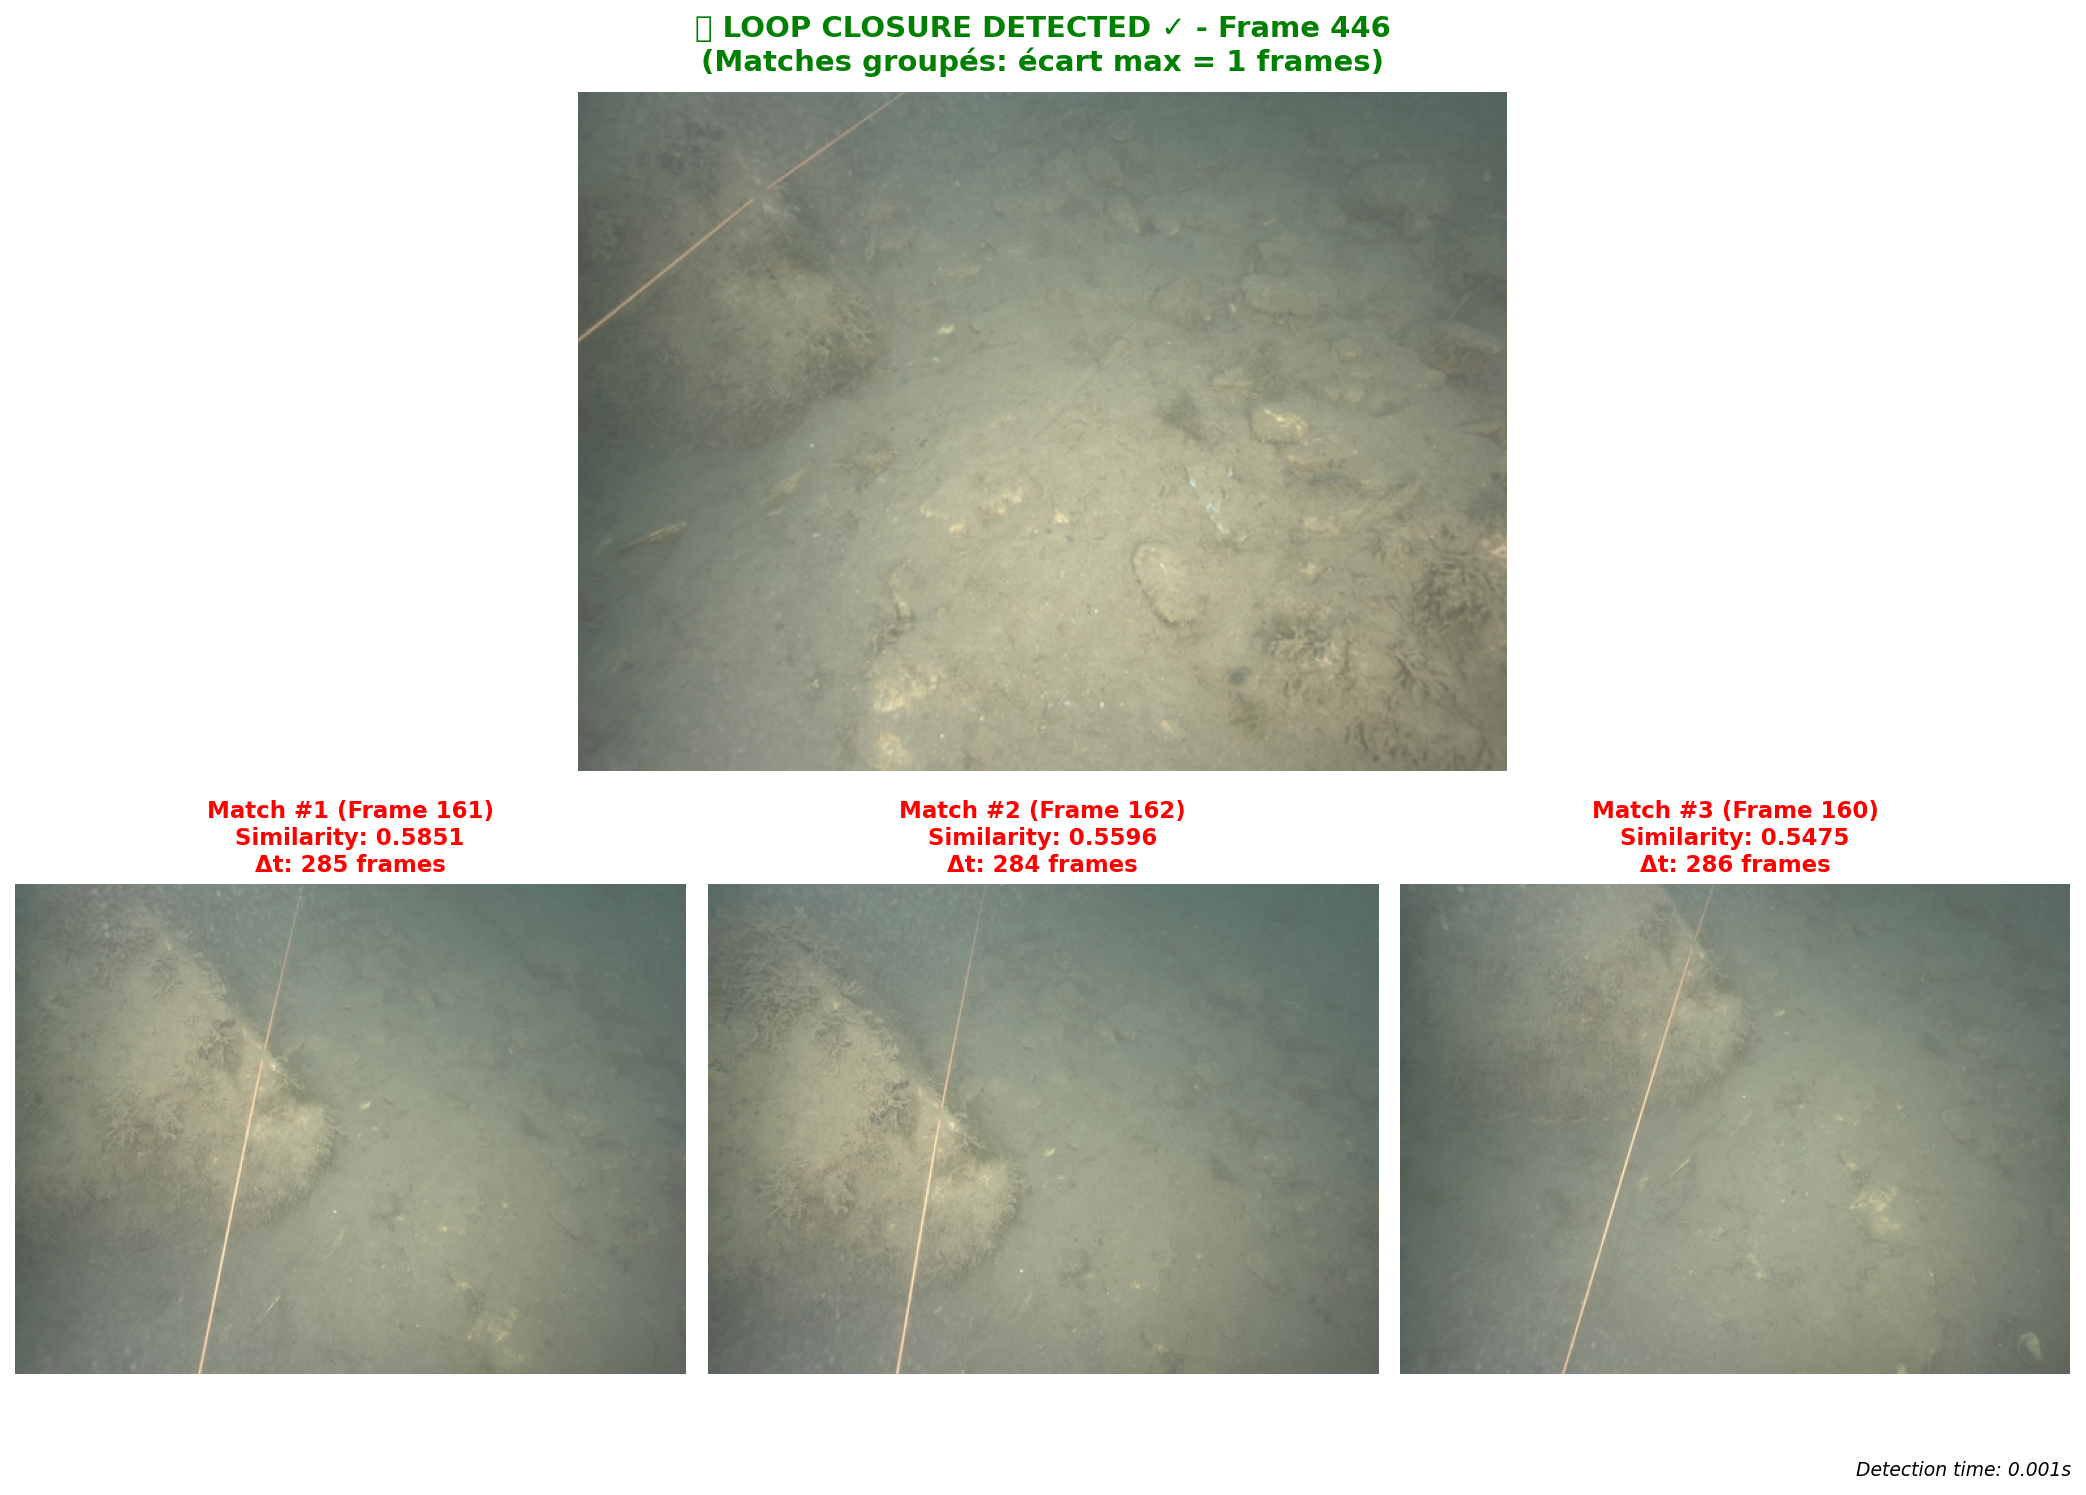 LOOP CLOSURE DETECTED ✓ - Frame 446
(Matches groupés: écart max = 1 frames)
Match #1 (Frame 161)
Similarity: 0.5851
Δt: 285 frames
Match #2 (Frame 162)
Similarity: 0.5596
Δt: 284 frames
Match #3 (Frame 160)
Similarity: 0.5475
Δt: 286 frames
Detection time: 0.001s